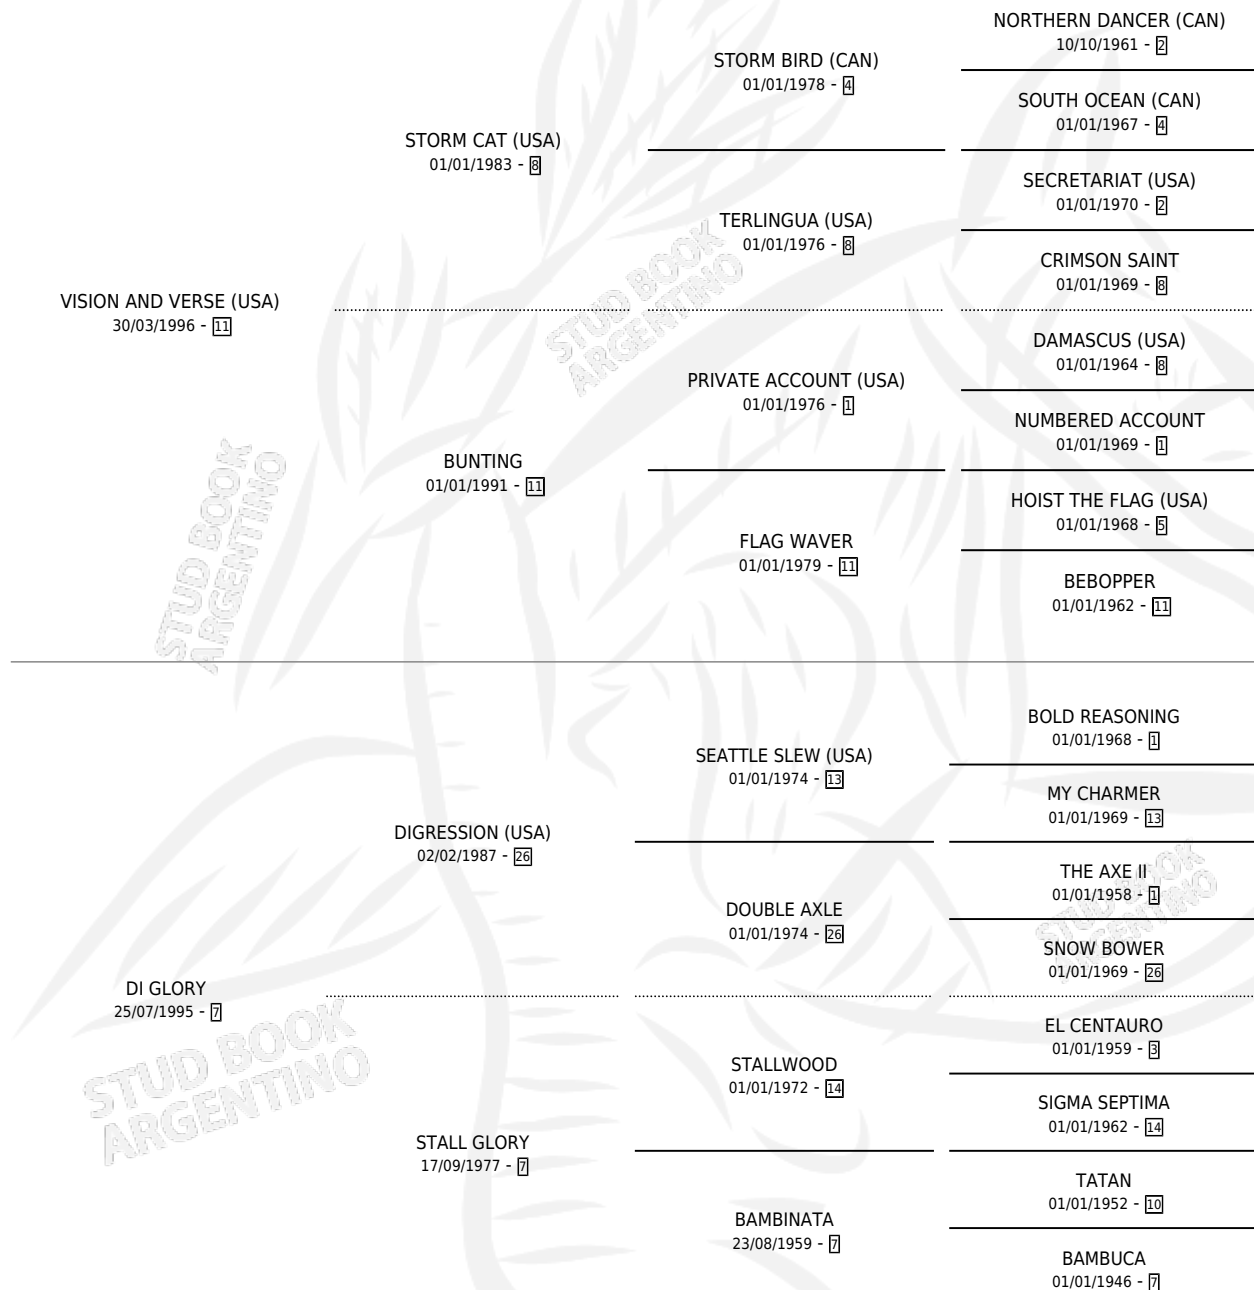 NORTHERN DANCER (CAN)
10/10/1961 - 2
STORM BIRD (CAN)
01/01/1978 - 4
SOUTH OCEAN (CAN)
01/01/1967 - 4
STORM CAT (USA)
01/01/1983 - 8
SECRETARIAT (USA)
01/01/1970 - 2
TERLINGUA (USA)
01/01/1976 - 8
CRIMSON SAINT
01/01/1969 - 8
VISION AND VERSE (USA)
30/03/1996 - 11
STUD BOOK
ARGENTINO
DAMASCUS (USA)
01/01/1964 - 8
PRIVATE ACCOUNT (USA)
01/01/1976 - 1
NUMBERED ACCOUNT
01/01/1969 - 1
BUNTING
01/01/1991 - 11
HOIST THE FLAG (USA)
01/01/1968 - 5
FLAG WAVER
01/01/1979 - 11
BEBOPPER
01/01/1962 - 11
STUD BOOK
ARGENTINO
BOLD REASONING
01/01/1968 - 1
SEATTLE SLEW (USA)
01/01/1974 - 13
MY CHARMER
01/01/1969 - 13
DIGRESSION (USA)
02/02/1987 - 26
THE AXE II
01/01/1958 - 1
DOUBLE AXLE
01/01/1974 - 26
SNOW BOWER
01/01/1969 - 26
STUD BOOK
ARGENTINO
DI GLORY
25/07/1995 - 7
EL CENTAURO
01/01/1959 - 3
STALLWOOD
01/01/1972 - 14
SIGMA SEPTIMA
01/01/1962 - 14
STUD BOOK
ARGENTINO
STALL GLORY
17/09/1977 - 7
TATAN
01/01/1952 - 10
BAMBINATA
23/08/1959 - 7
BAMBUCA
01/01/1946 - 7